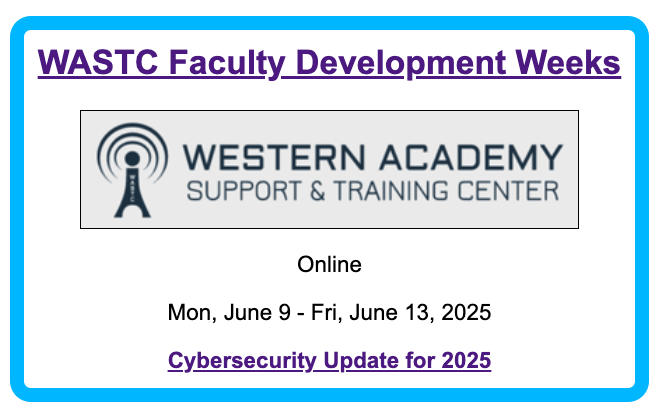 WASTC Faculty Development Weeks
WASTC
WESTERN ACADEMY
SUPPORT & TRAINING CENTER
Online
Mon, June 9 - Fri, June 13, 2025
Cybersecurity Update for 2025